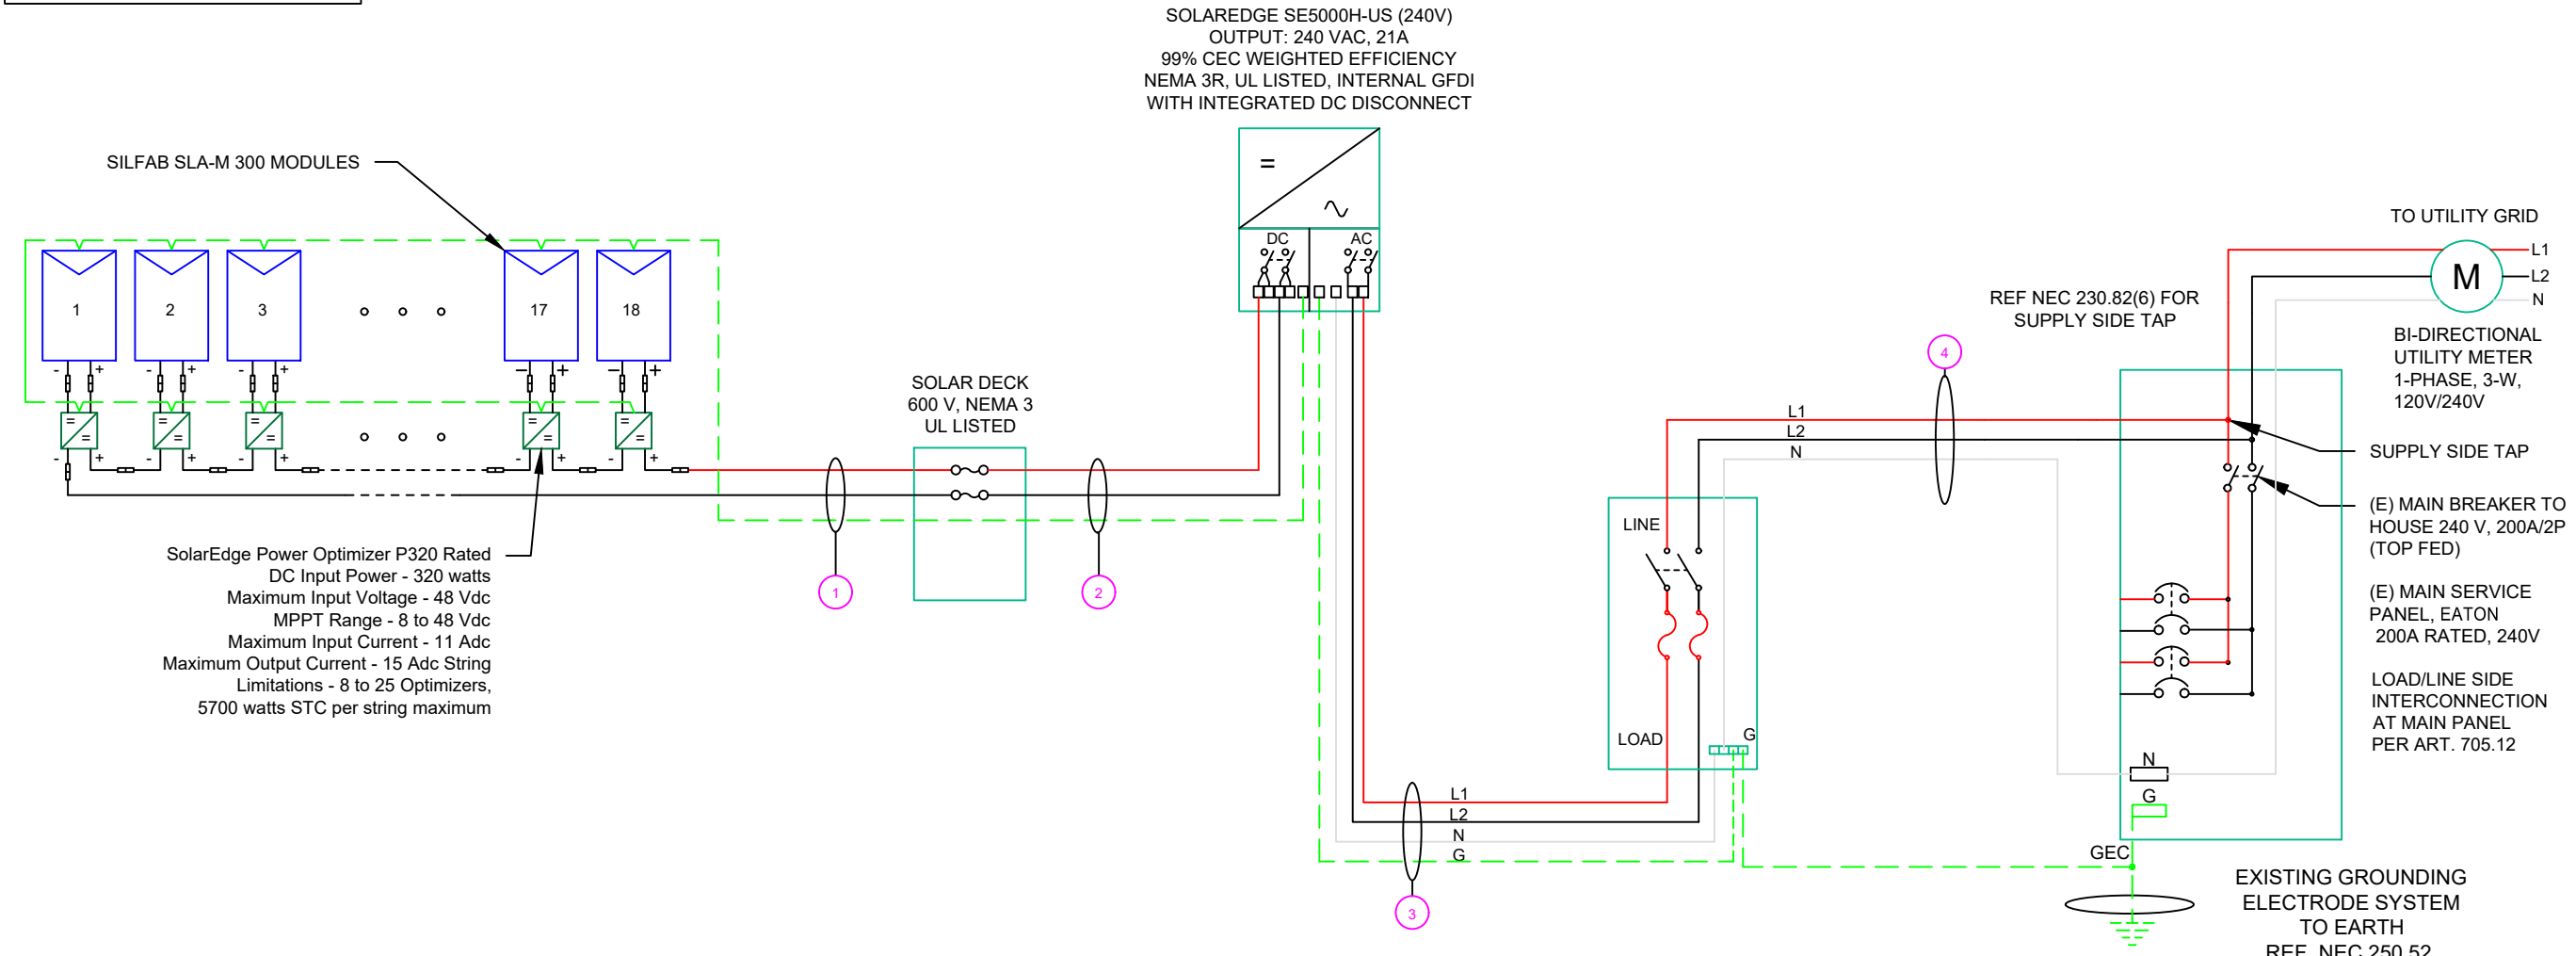 SOLAREDGE SE5000H-US (240V)
OUTPUT: 240 VAC, 21A
99% CEC WEIGHTED EFFICIENCY
NEMA 3R, UL LISTED, INTERNAL GFDI
WITH INTEGRATED DC DISCONNECT
SILFAB SLA-M 300 MODULES
=
DC
AC
1
2
3
17
18
- +
- +
- +
- +
- +
= =
= =
= =
= =
= =
- +
- +
- +
- +
- +
SolarEdge Power Optimizer P320 Rated
DC Input Power - 320 watts
Maximum Input Voltage - 48 Vdc
MPPT Range - 8 to 48 Vdc
Maximum Input Current - 11 Adc
Maximum Output Current - 15 Adc String
Limitations - 8 to 25 Optimizers,
5700 watts STC per string maximum
SOLAR DECK
600 V, NEMA 3
UL LISTED
1
2
L1
L2
N
G
3
LINE
LOAD
G
L1
L2
N
4
REF NEC 230.82(6) FOR
SUPPLY SIDE TAP
TO UTILITY GRID
M
L1
L2
N
BI-DIRECTIONAL
UTILITY METER
1-PHASE, 3-W,
120V/240V
SUPPLY SIDE TAP
(E) MAIN BREAKER TO
HOUSE 240 V, 200A/2P
(TOP FED)
(E) MAIN SERVICE
PANEL, EATON
200A RATED, 240V
LOAD/LINE SIDE
INTERCONNECTION
AT MAIN PANEL
PER ART. 705.12
N
G
GEC
EXISTING GROUNDING
ELECTRODE SYSTEM
TO EARTH
REF. NEC 250.52